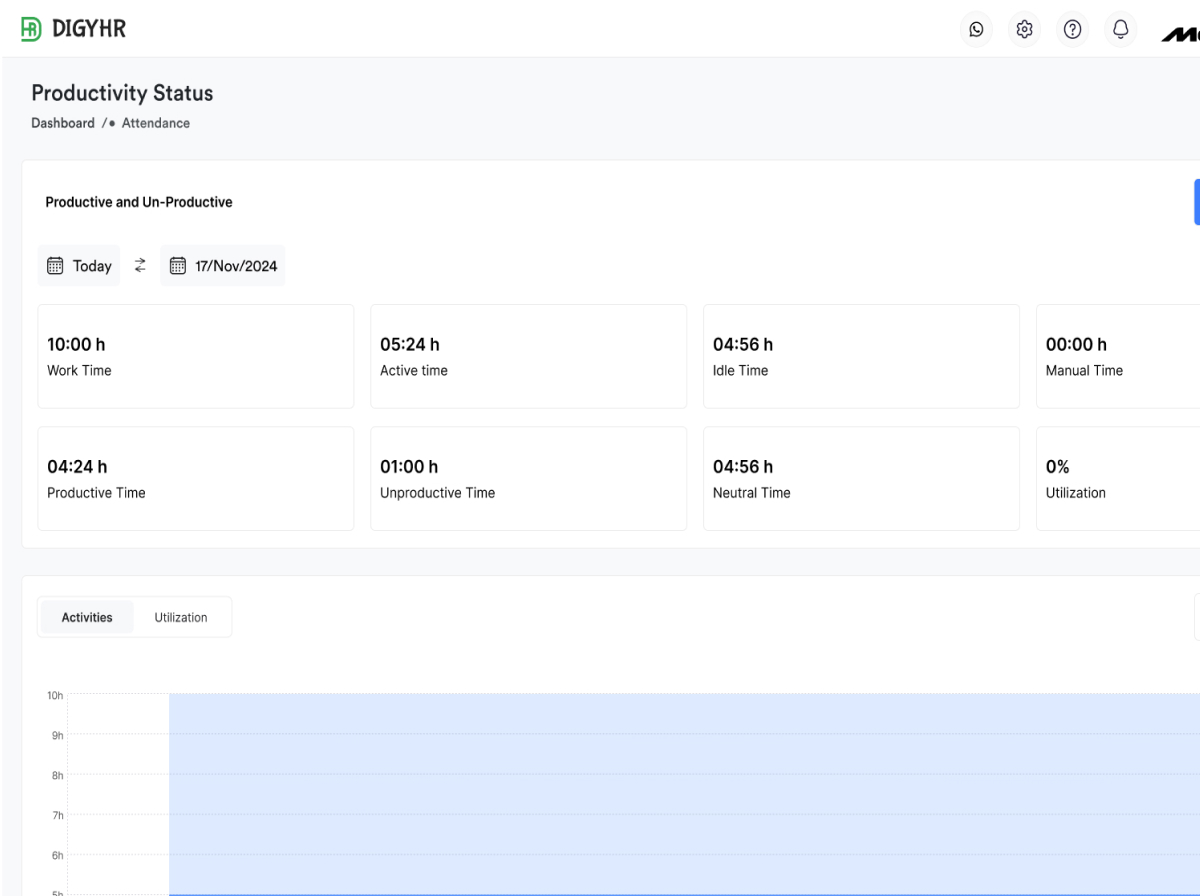 DIGYHR
Productivity Status
Dashboard / • Attendance
Productive and Un-Productive
Today 17/Nov/2024
10:00 h 05:24 h 04:56 h 00:00 h
Work Time Active time Idle Time Manual Time
04:24 h 01:00 h 04:56 h 0%
Productive Time Unproductive Time Neutral Time Utilization
Activities Utilization
10h
9h
8h
7h
6h
5h